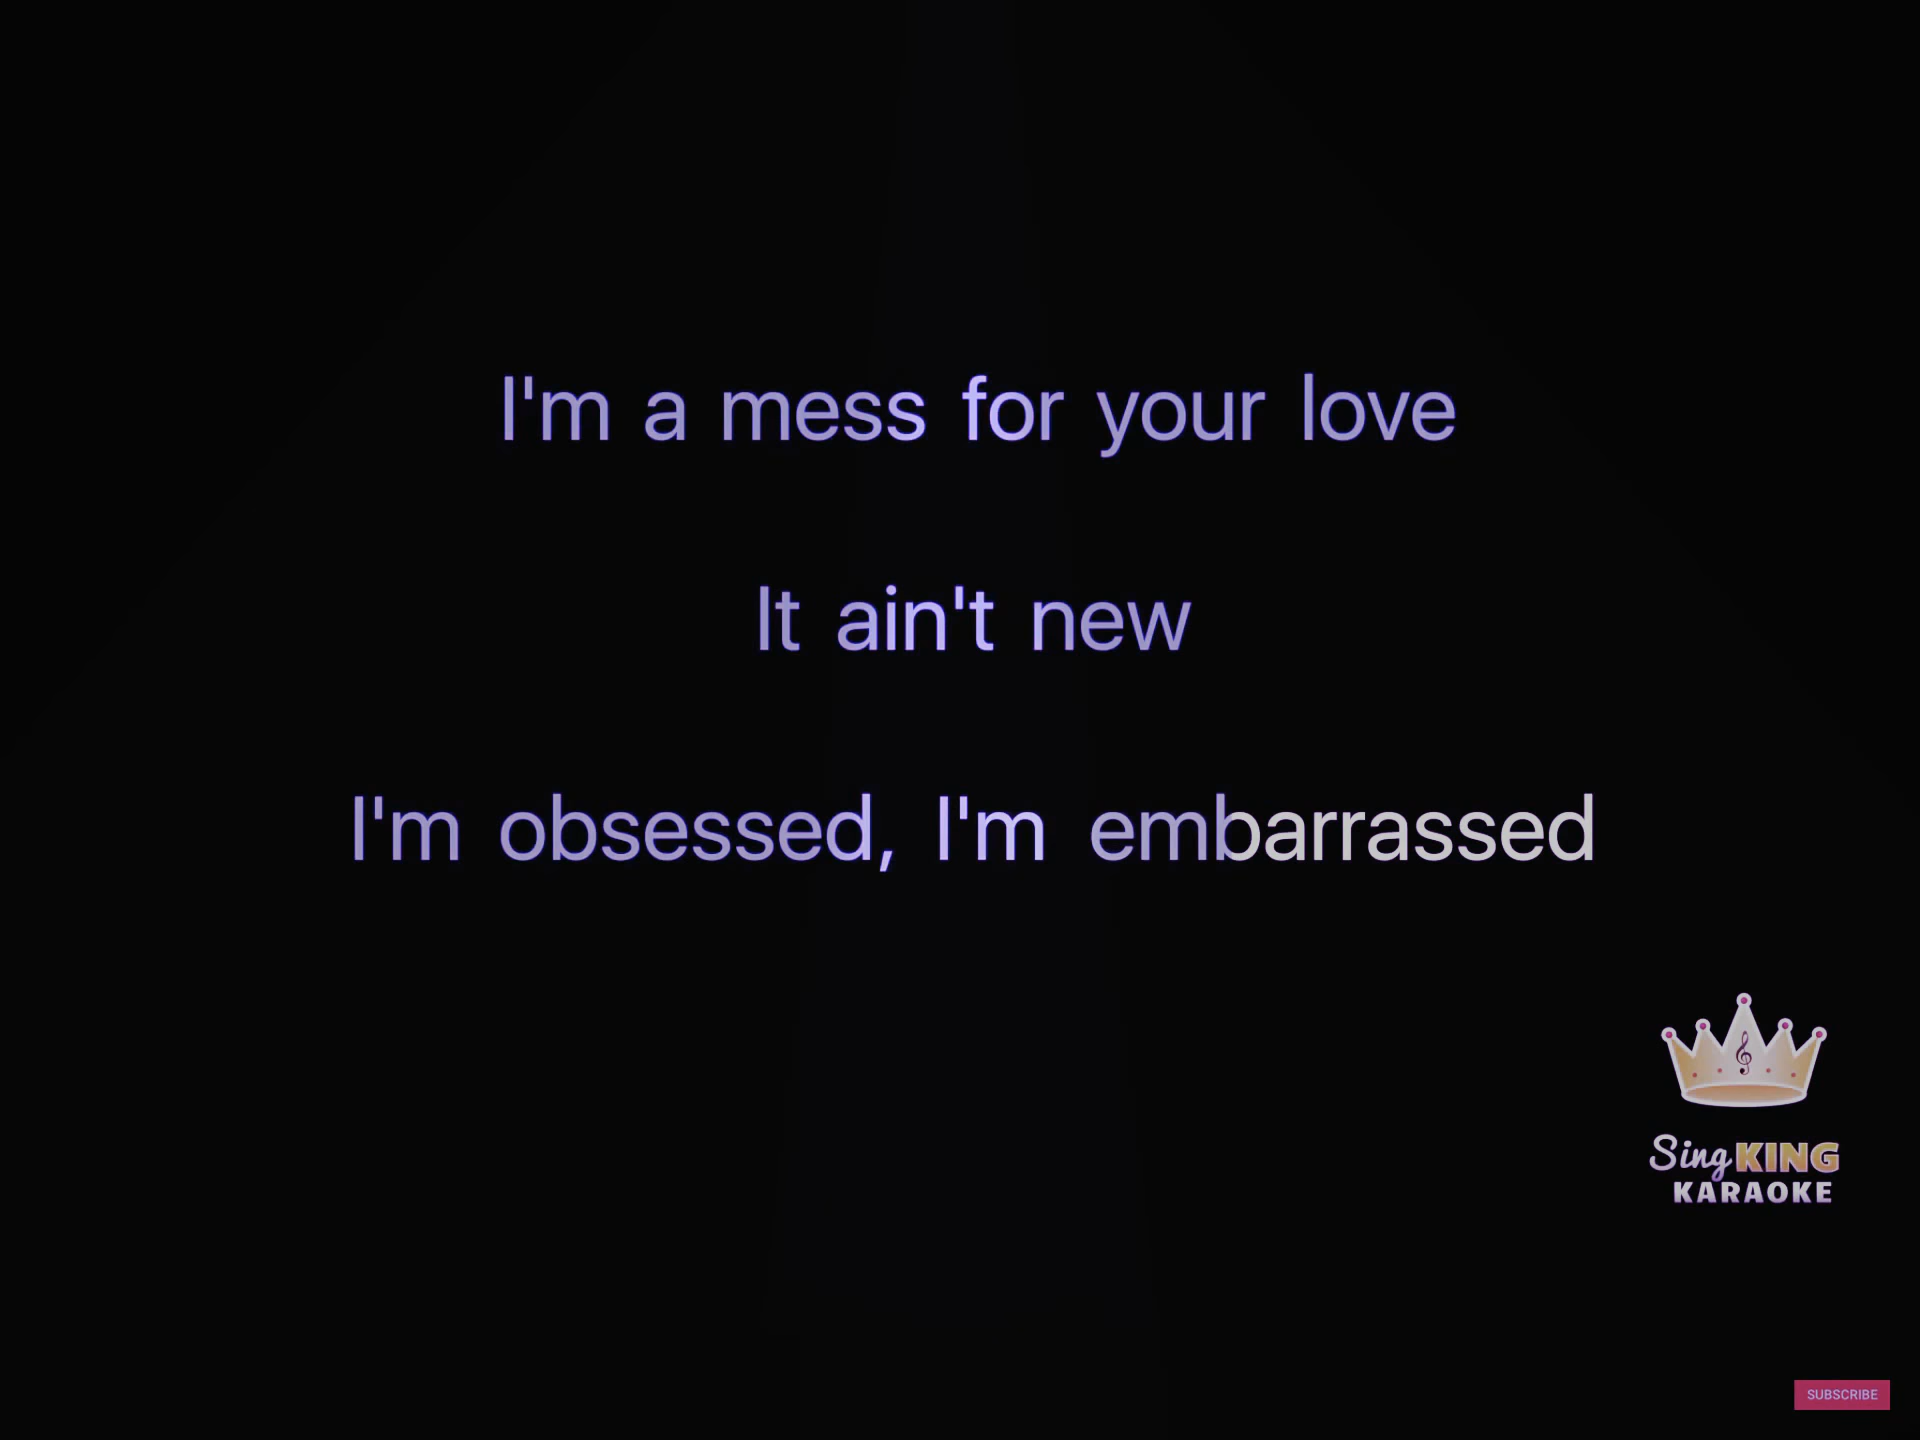 I'm a mess for your love
It ain't new
I'm obsessed, I'm embarrassed
Sing KING
KARAOKE
SUBSCRIBE